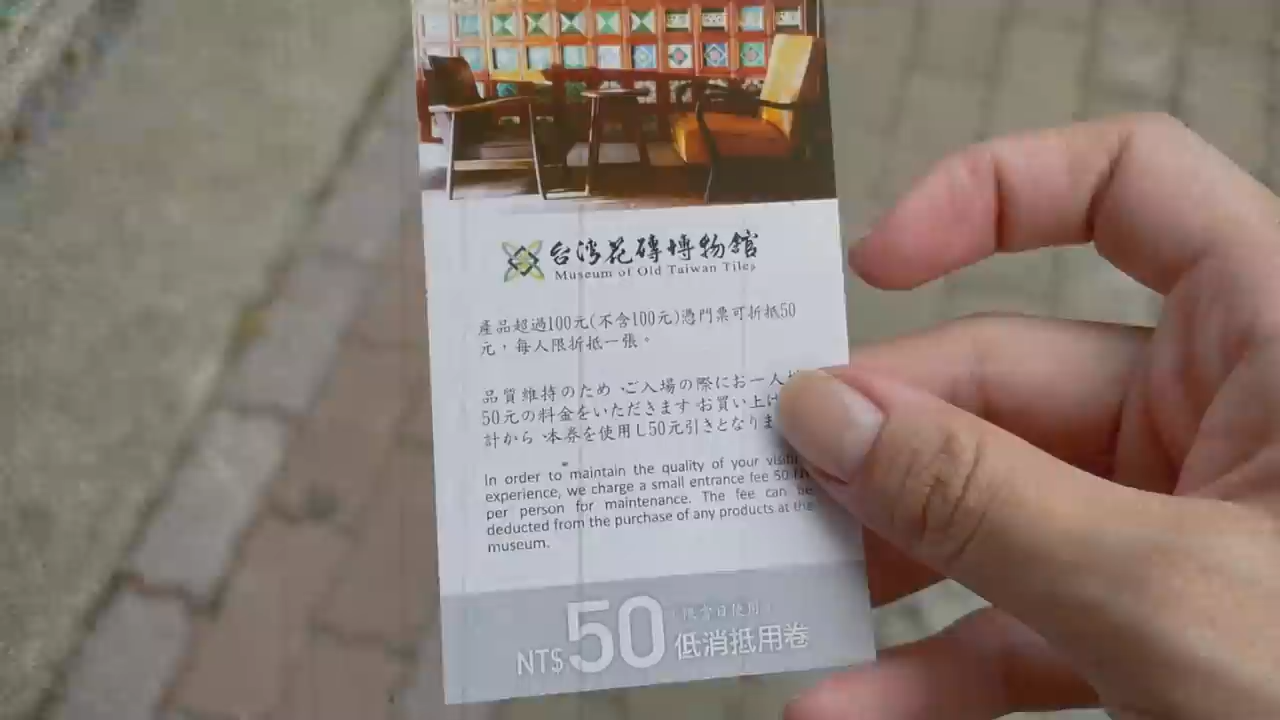 台灣花磚博物館
Museum of Old Taiwan Tiles
產品超過100元(不含100元)憑門票可折抵50
元，每人限折抵一張。
品質維持のため、ご入場の際にお一人
50元の料金をいただきます お買い上げ
計から、本券を使用し50元引きとなりま
In order to maintain the quality of your
experience, we charge a small entrance fee 50
per person for maintenance. The fee can be
deducted from the purchase of any products at the
museum.
(限當日使用)
NT$50 低消抵用卷